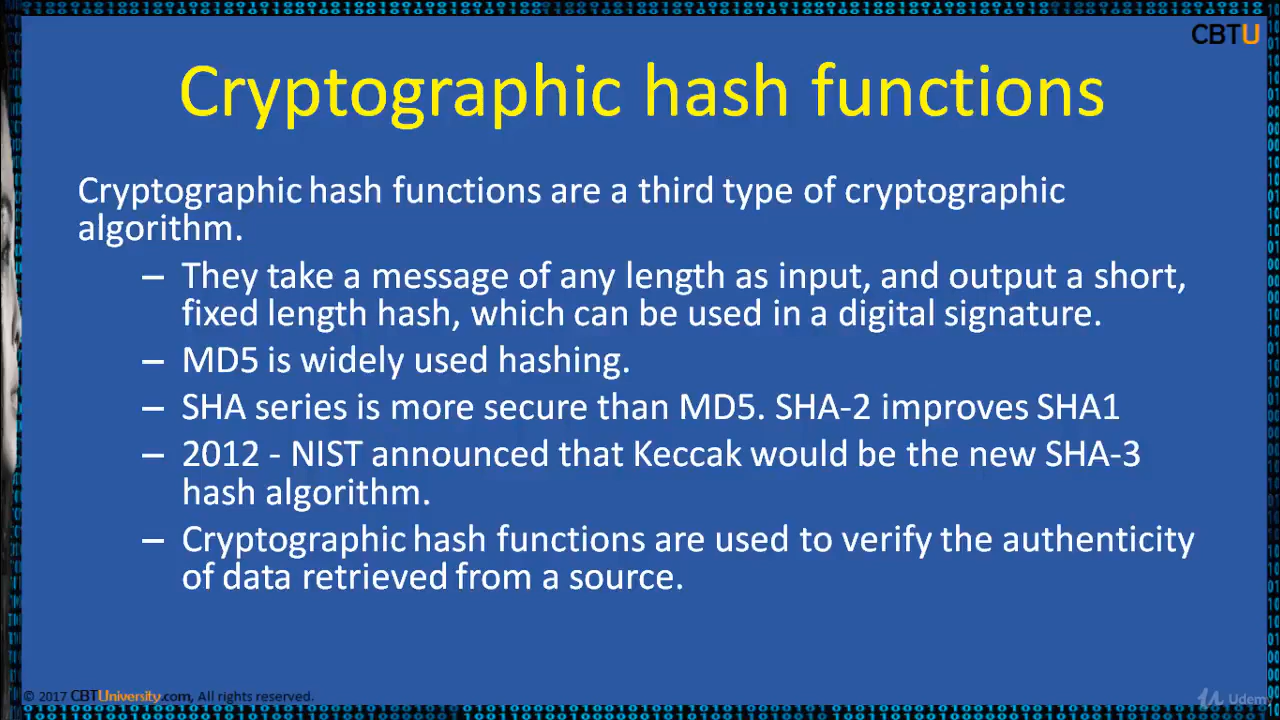 CBTU
Cryptographic hash functions
Cryptographic hash functions are a third type of cryptographic
algorithm.
– They take a message of any length as input, and output a short,
fixed length hash, which can be used in a digital signature.
– MD5 is widely used hashing.
– SHA series is more secure than MD5. SHA-2 improves SHA1
– 2012 - NIST announced that Keccak would be the new SHA-3
hash algorithm.
– Cryptographic hash functions are used to verify the authenticity
of data retrieved from a source.
© 2017 CBTUniversity.com, All rights reserved.
Udem